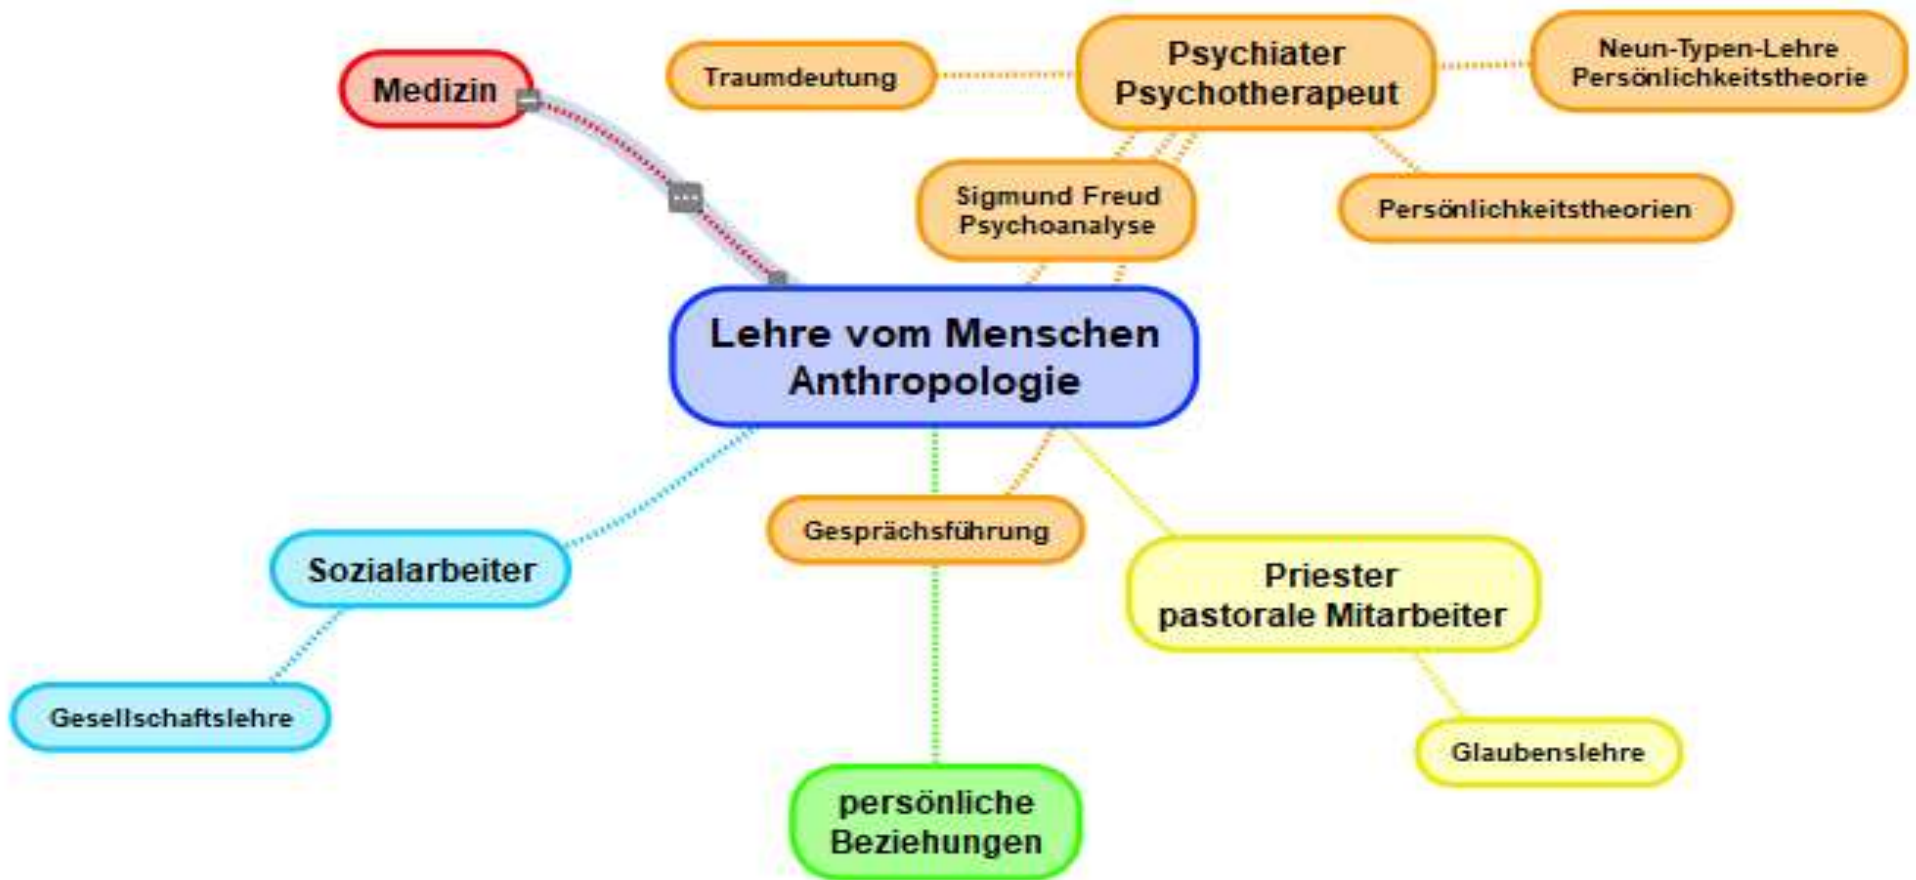 Medizin
Traumdeutung
Psychiater
Psychotherapeut
Neun-Typen-Lehre
Persönlichkeitstheorie
Sigmund Freud
Psychoanalyse
Persönlichkeitstheorien
Lehre vom Menschen
Anthropologie
Gesprächsführung
Sozialarbeiter
Priester
pastorale Mitarbeiter
Gesellschaftslehre
Glaubenslehre
persönliche
Beziehungen